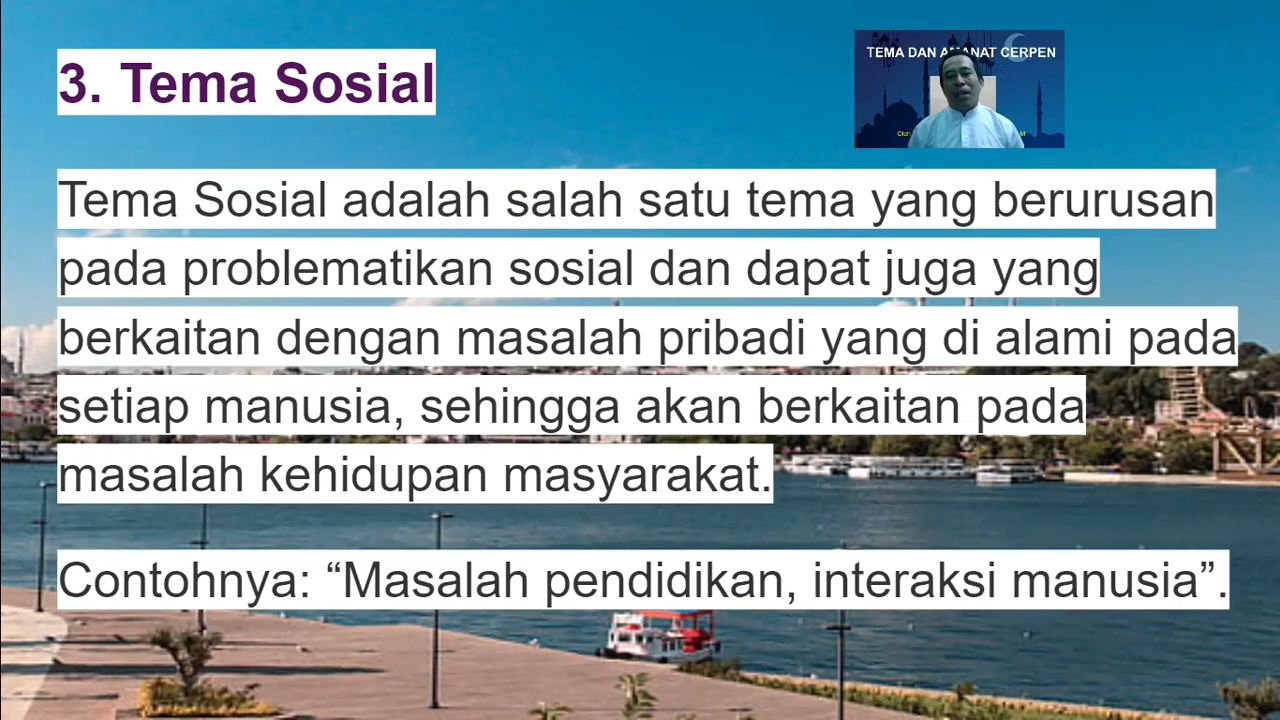 3. Tema Sosial
TEMA DAN AMANAT CERPEN
Oleh
Tema Sosial adalah salah satu tema yang berurusan
pada problematikan sosial dan dapat juga yang
berkaitan dengan masalah pribadi yang di alami pada
setiap manusia, sehingga akan berkaitan pada
masalah kehidupan masyarakat.
Contohnya: “Masalah pendidikan, interaksi manusia”.